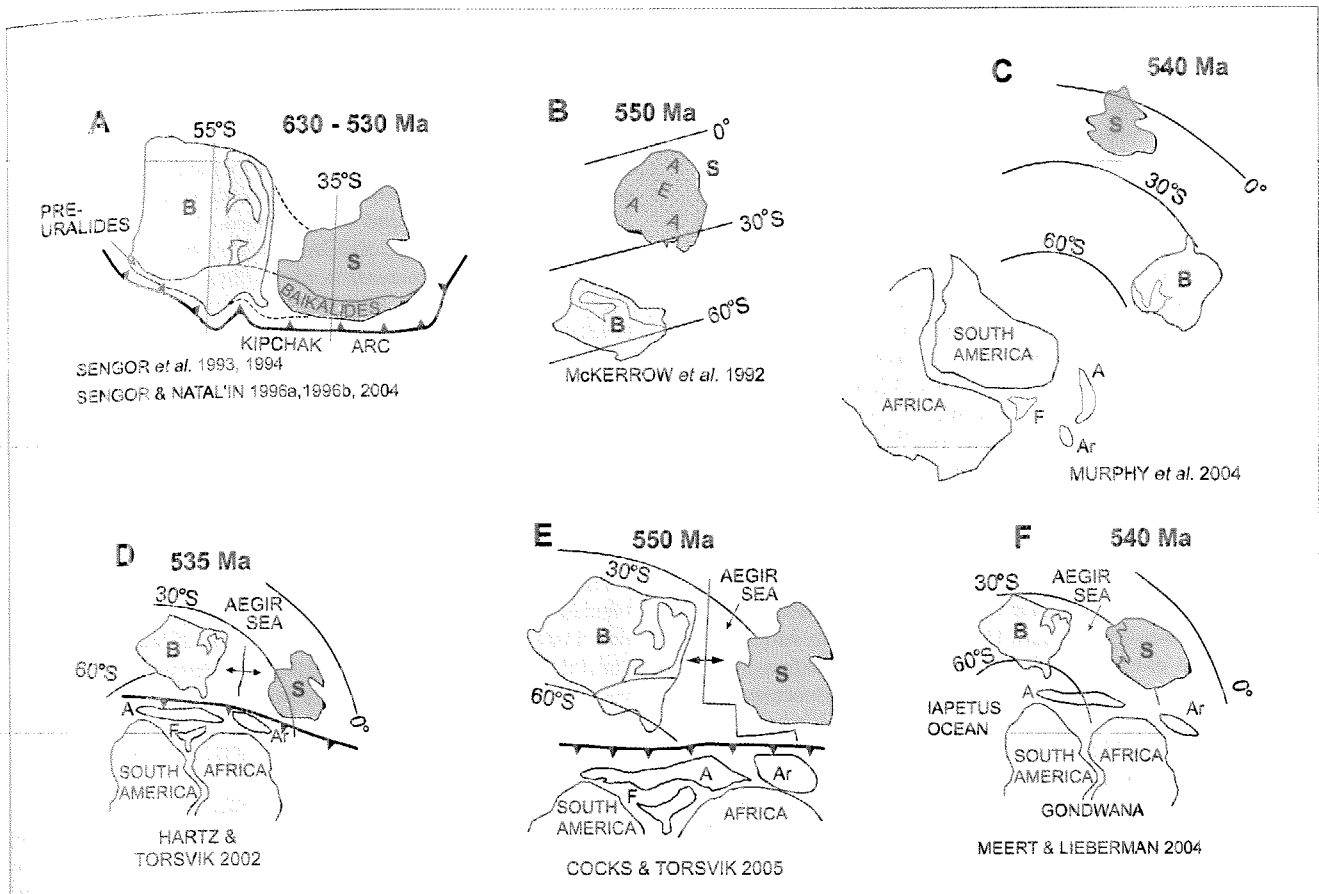 A
630 - 530 Ma
55°S
35°S
B
S
PRE-
URALIDES
BAIKALIDES
KIPCHAK ARC
SENGOR et al. 1993, 1994
SENGOR & NATAL'IN 1996a,1996b, 2004
B
550 Ma
0°
A
S
E
A
A
30°S
B
60°S
McKERROW et al. 1992
C
540 Ma
S
30°S
0°
60°S
B
SOUTH
AMERICA
A
AFRICA
F
Ar
MURPHY et al. 2004
D
535 Ma
30°S
AEGIR
SEA
B
60°S
S
0°
A
F
Ar
SOUTH
AMERICA
AFRICA
HARTZ &
TORSVIK 2002
E
550 Ma
30°S
AEGIR
SEA
B
S
60°S
A
Ar
F
SOUTH
AMERICA
AFRICA
COCKS & TORSVIK 2005
F
540 Ma
30°S
AEGIR
SEA
B
S
60°S
0°
A
IAPETUS
OCEAN
Ar
SOUTH
AMERICA
AFRICA
GONDWANA
MEERT & LIEBERMAN 2004